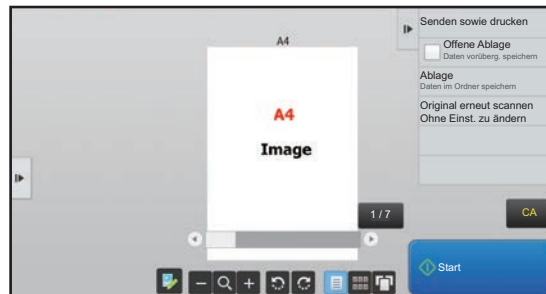 A4
A4
Image
1 / 7
Senden sowie drucken
Offene Ablage
Daten vorüberg. speichern
Ablage
Daten im Ordner speichern
Original erneut scannen
Ohne Einst. zu ändern
CA
Start